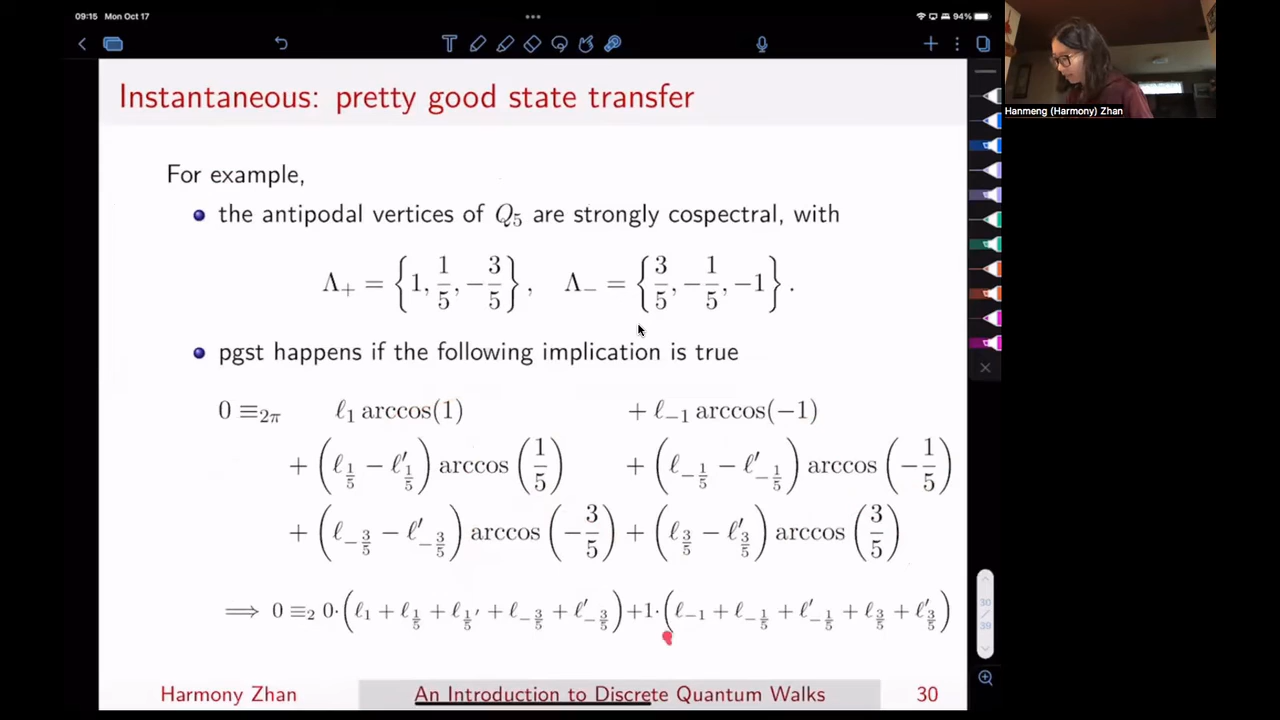 09:15 Mon Oct 17
94%
Instantaneous: pretty good state transfer
Hanmeng (Harmony) Zhan
For example,
the antipodal vertices of Q₅ are strongly cospectral, with
Λ₊ = {1, 1/5, −3/5}, Λ₋ = {3/5, −1/5, −1}.
pgst happens if the following implication is true
0 ≡_{2π} ℓ_1 arccos(1) + ℓ_{−1} arccos(−1)
+ (ℓ_{1/5} − ℓ′_{1/5}) arccos (1/5) + (ℓ_{−1/5} − ℓ′_{−1/5}) arccos (−1/5)
+ (ℓ_{−3/5} − ℓ′_{−3/5}) arccos (−3/5) + (ℓ_{3/5} − ℓ′_{3/5}) arccos (3/5)
⟹ 0 ≡_2 0·(ℓ_1 + ℓ_{1/5} + ℓ_{1/5′} + ℓ_{−3/5} + ℓ′_{−3/5}) +1·(ℓ_{−1} + ℓ_{−1/5} + ℓ′_{−1/5} + ℓ_{3/5} + ℓ′_{3/5})
30
39
Harmony Zhan An Introduction to Discrete Quantum Walks 30